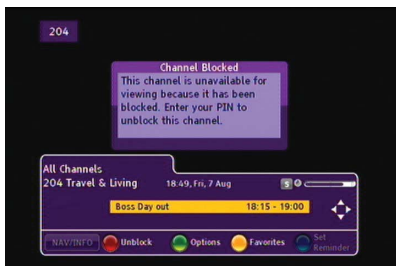 204
Channel Blocked
This channel is unavailable for
viewing because it has been
blocked. Enter your PIN to
unblock this channel.
All Channels
204 Travel & Living 18:49, Fri, 7 Aug S
Boss Day out 18:15 - 19:00
NAV/INFO Unblock Options Favorites Set
Reminder